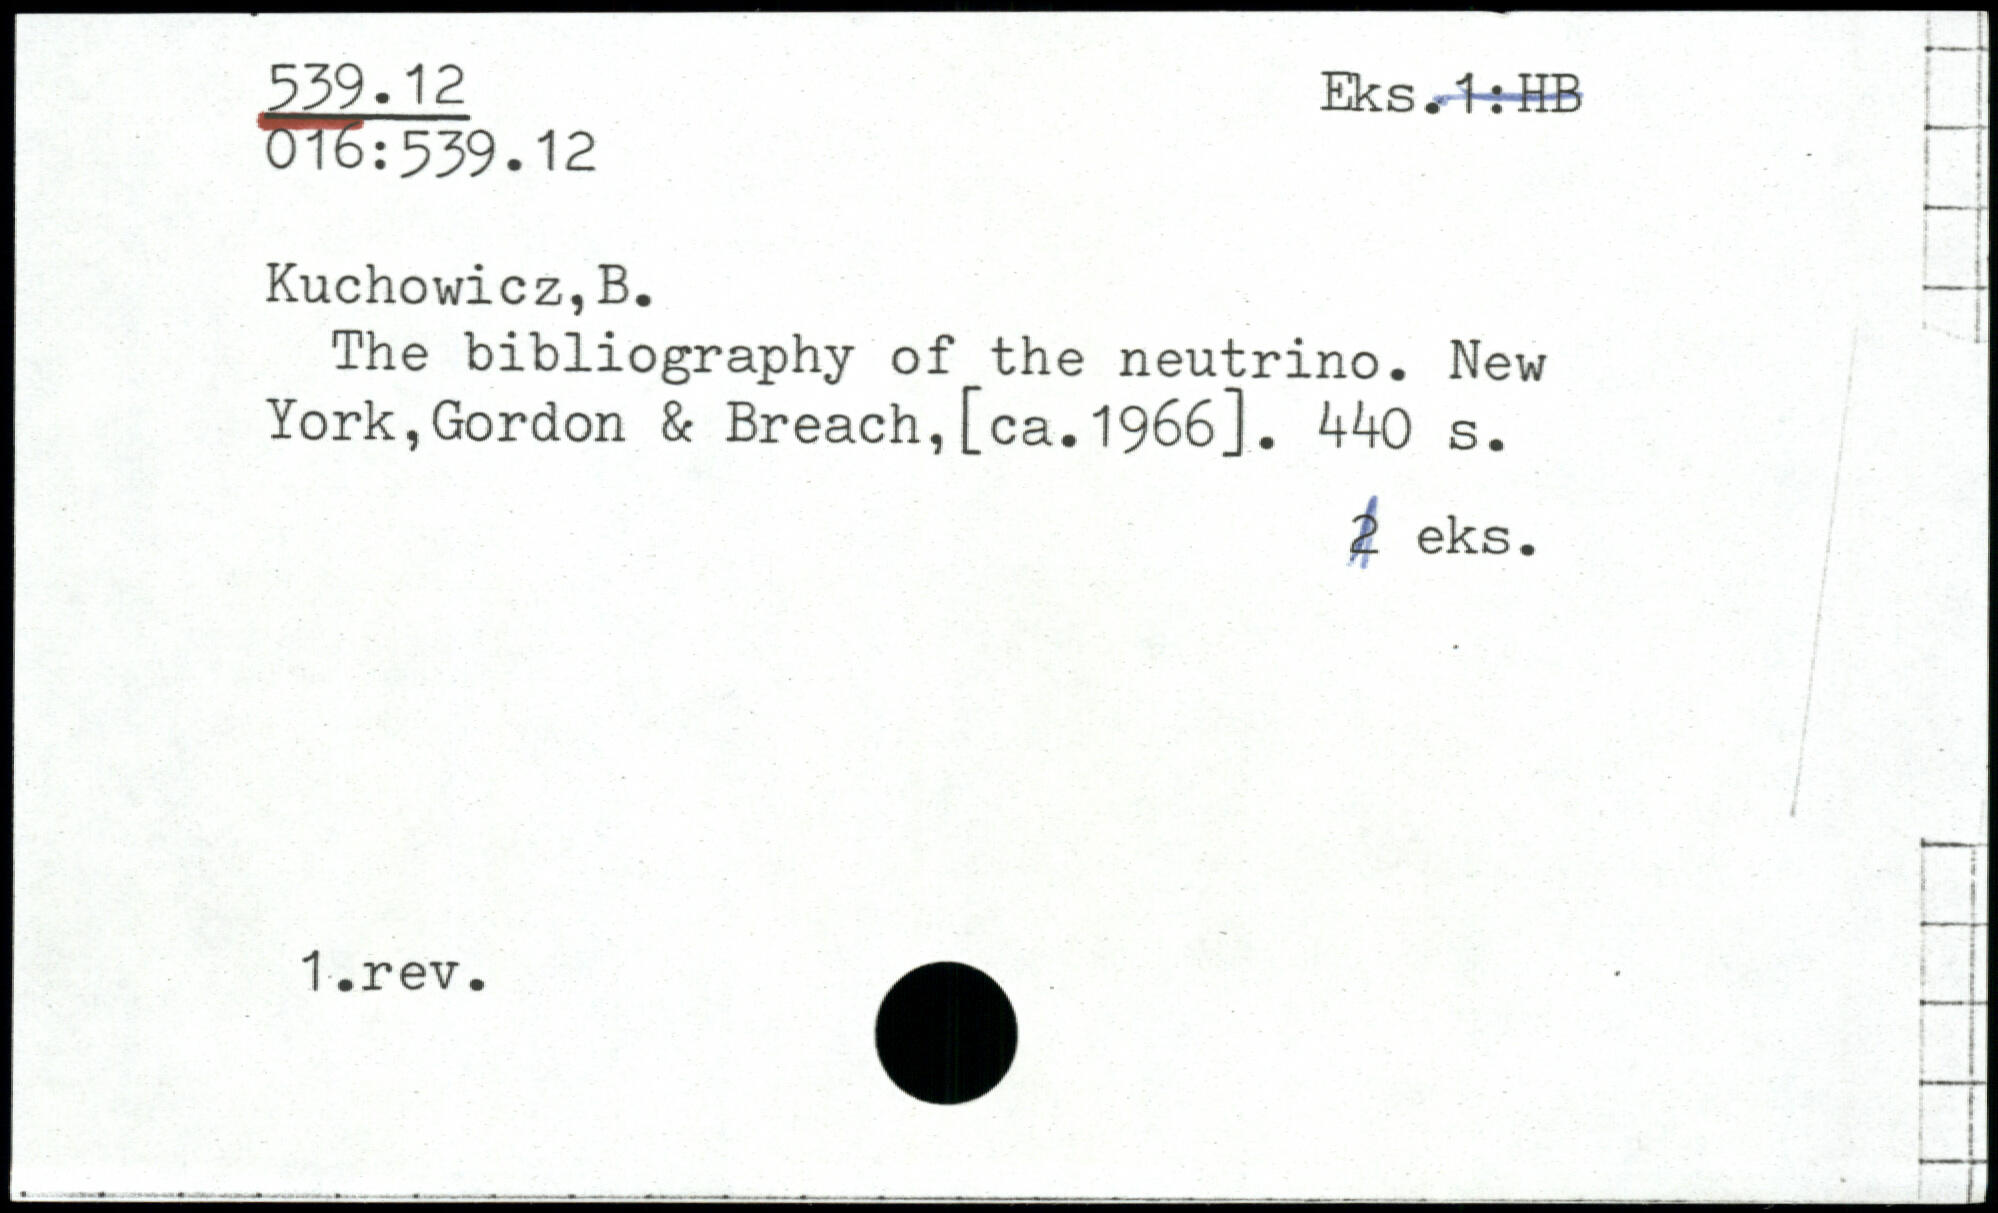 539.12
Eks.1:HB
016:539.12
Kuchowicz,B.
The bibliography of the neutrino. New
York,Gordon & Breach,[ca.1966]. 440 s.
2 eks.
1.rev.